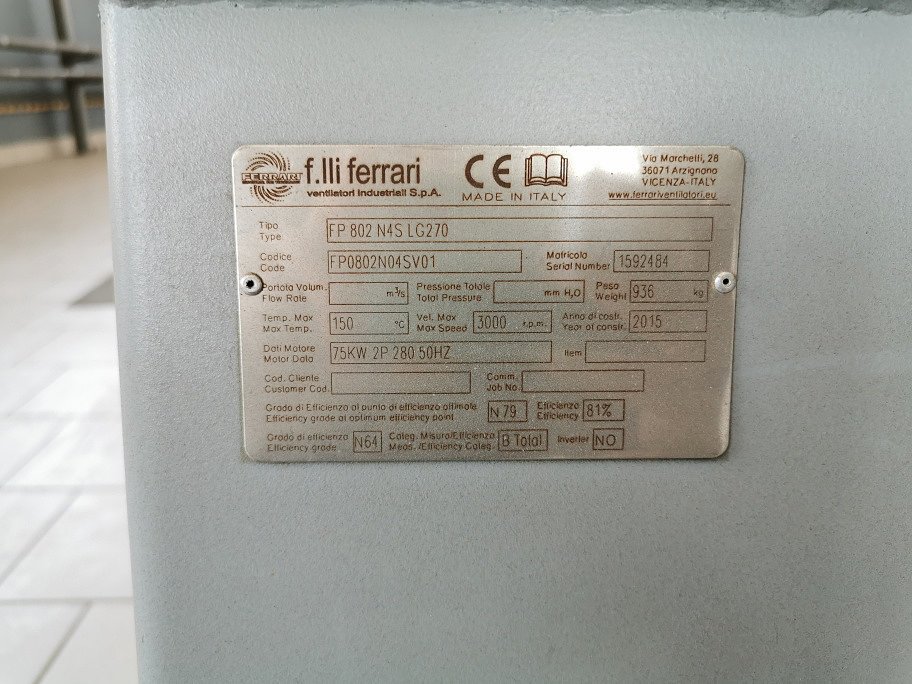 FERRARI
f.lli ferrari
ventilatori industriali S.p.A.
CE
MADE IN ITALY
Via Marchetti, 28
36071 Arzignano
VICENZA-ITALY
www.ferrariventilatori.eu
Tipo
Type
FP 802 N4S LG270
Codice
Code
FP0802N04SV01
Matricola
Serial Number
1592484
Portata Volum.
Flow Rate
m³/s
Pressione Totale
Total Pressure
mm H₂O
Peso
Weight
936 kg
Temp. Max
Max Temp.
150 °C
Vel. Max
Max Speed
3000 r.p.m.
Anno di costr.
Year of constr.
2015
Dati Motore
Motor Data
75KW 2P 280 50HZ
Item
Cod. Cliente
Customer Cod.
Comm.
Job No.
Grado di Efficienza al punto di efficienza ottimale
Efficiency grade at optimum efficiency point
N 79
Efficienza
Efficiency
81%
Grado di efficienza
Efficiency grade
N64
Categ. Misura/Efficienza
Meas. /Efficiency Categ.
B Total
Inverter
NO